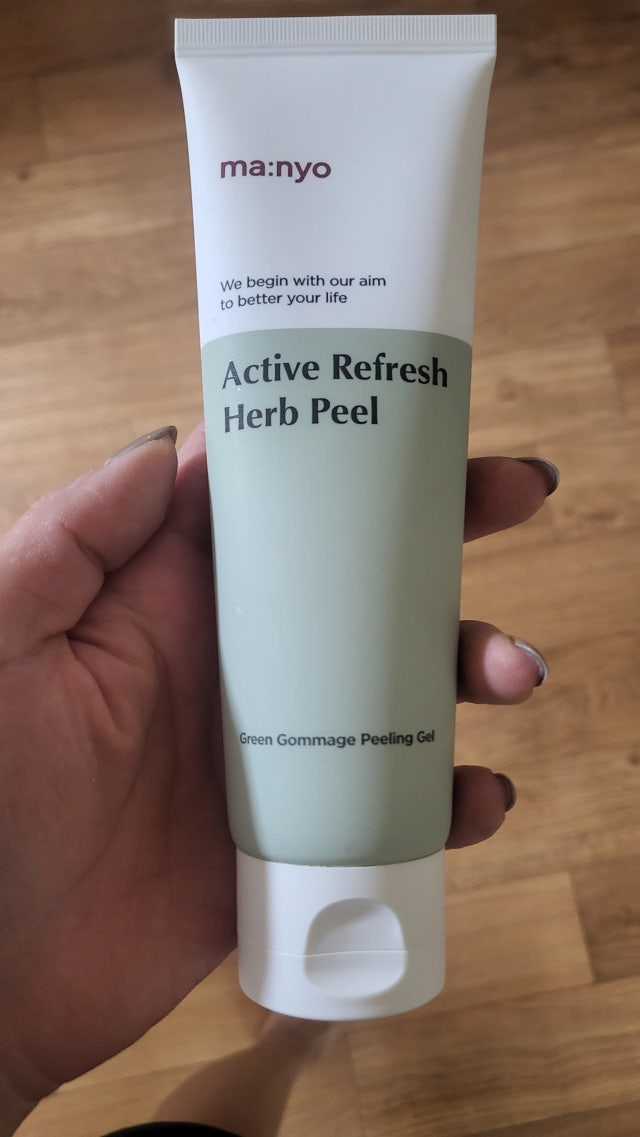 ma:nyo
We begin with our aim
to better your life
Active Refresh
Herb Peel
Green Gommage Peeling Gel